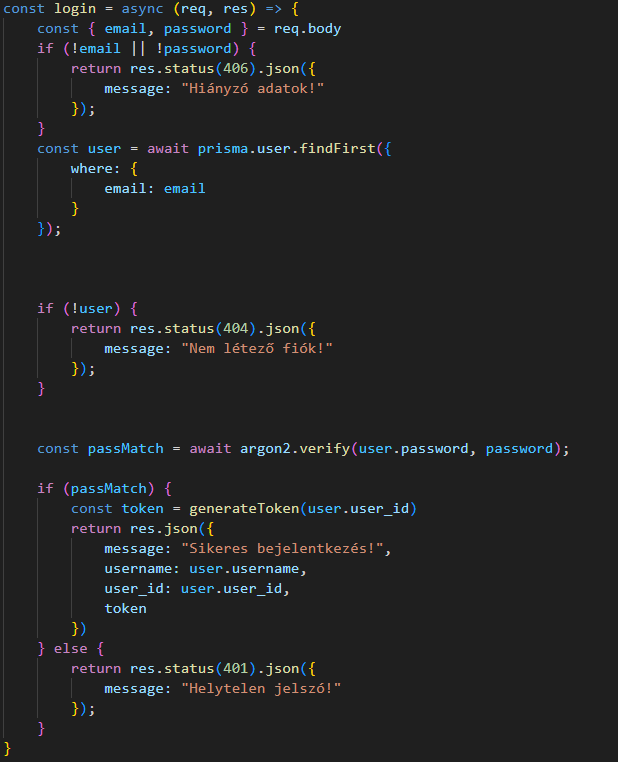 const login = async (req, res) => {
    const { email, password } = req.body
    if (!email || !password) {
        return res.status(406).json({
            message: "Hiányzó adatok!"
        });
    }
    const user = await prisma.user.findFirst({
        where: {
            email: email
        }
    });
    if (!user) {
        return res.status(404).json({
            message: "Nem létező fiók!"
        });
    }
    const passMatch = await argon2.verify(user.password, password);
    if (passMatch) {
        const token = generateToken(user.user_id)
        return res.json({
            message: "Sikeres bejelentkezés!",
            username: user.username,
            user_id: user.user_id,
            token
        })
    } else {
        return res.status(401).json({
            message: "Helytelen jelszó!"
        });
    }
}